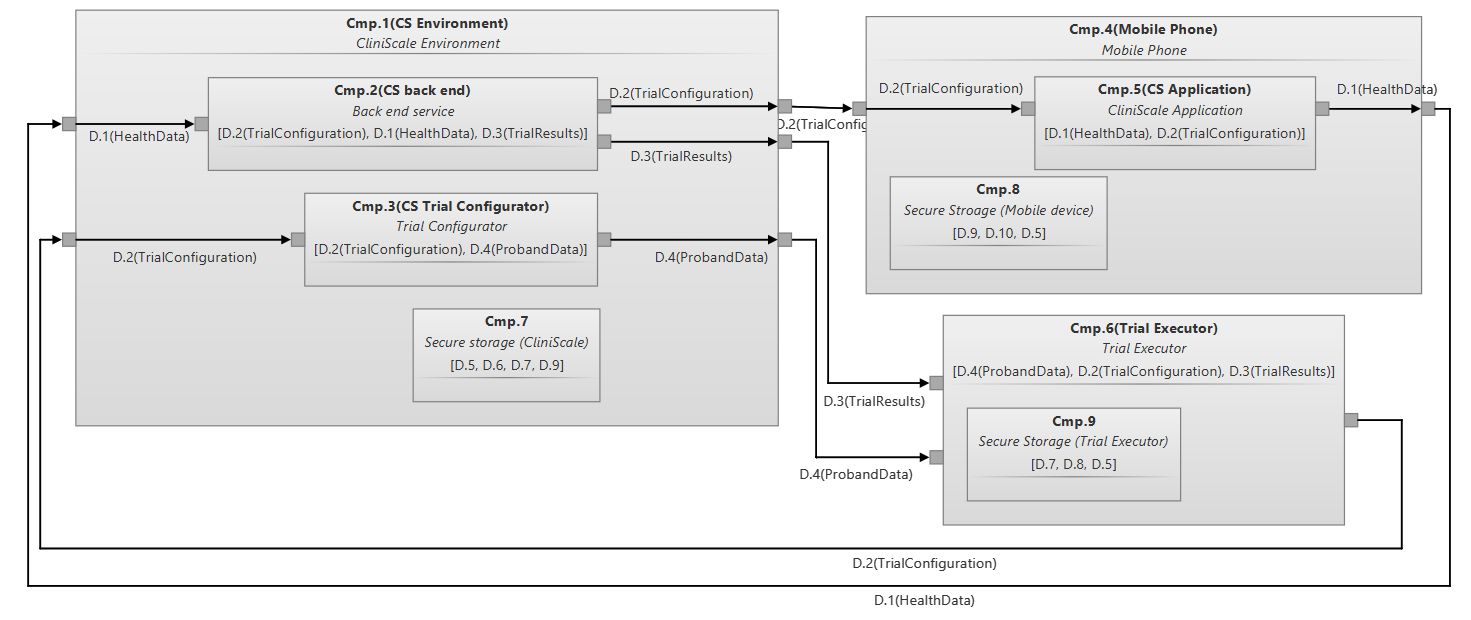 Cmp.1(CS Environment)
CliniScale Environment
Cmp.2(CS back end)
Back end service
[D.2(TrialConfiguration), D.1(HealthData), D.3(TrialResults)]
D.1(HealthData)
D.2(TrialConfiguration)
D.3(TrialResults)
Cmp.3(CS Trial Configurator)
Trial Configurator
[D.2(TrialConfiguration), D.4(ProbandData)]
D.2(TrialConfiguration)
D.4(ProbandData)
Cmp.7
Secure storage (CliniScale)
[D.5, D.6, D.7, D.9]
D.2(TrialConfig
Cmp.4(Mobile Phone)
Mobile Phone
D.2(TrialConfiguration)
Cmp.5(CS Application)
CliniScale Application
[D.1(HealthData), D.2(TrialConfiguration)]
D.1(HealthData)
Cmp.8
Secure Stroage (Mobile device)
[D.9, D.10, D.5]
Cmp.6(Trial Executor)
Trial Executor
[D.4(ProbandData), D.2(TrialConfiguration), D.3(TrialResults)]
D.3(TrialResults)
Cmp.9
Secure Storage (Trial Executor)
[D.7, D.8, D.5]
D.4(ProbandData)
D.2(TrialConfiguration)
D.1(HealthData)